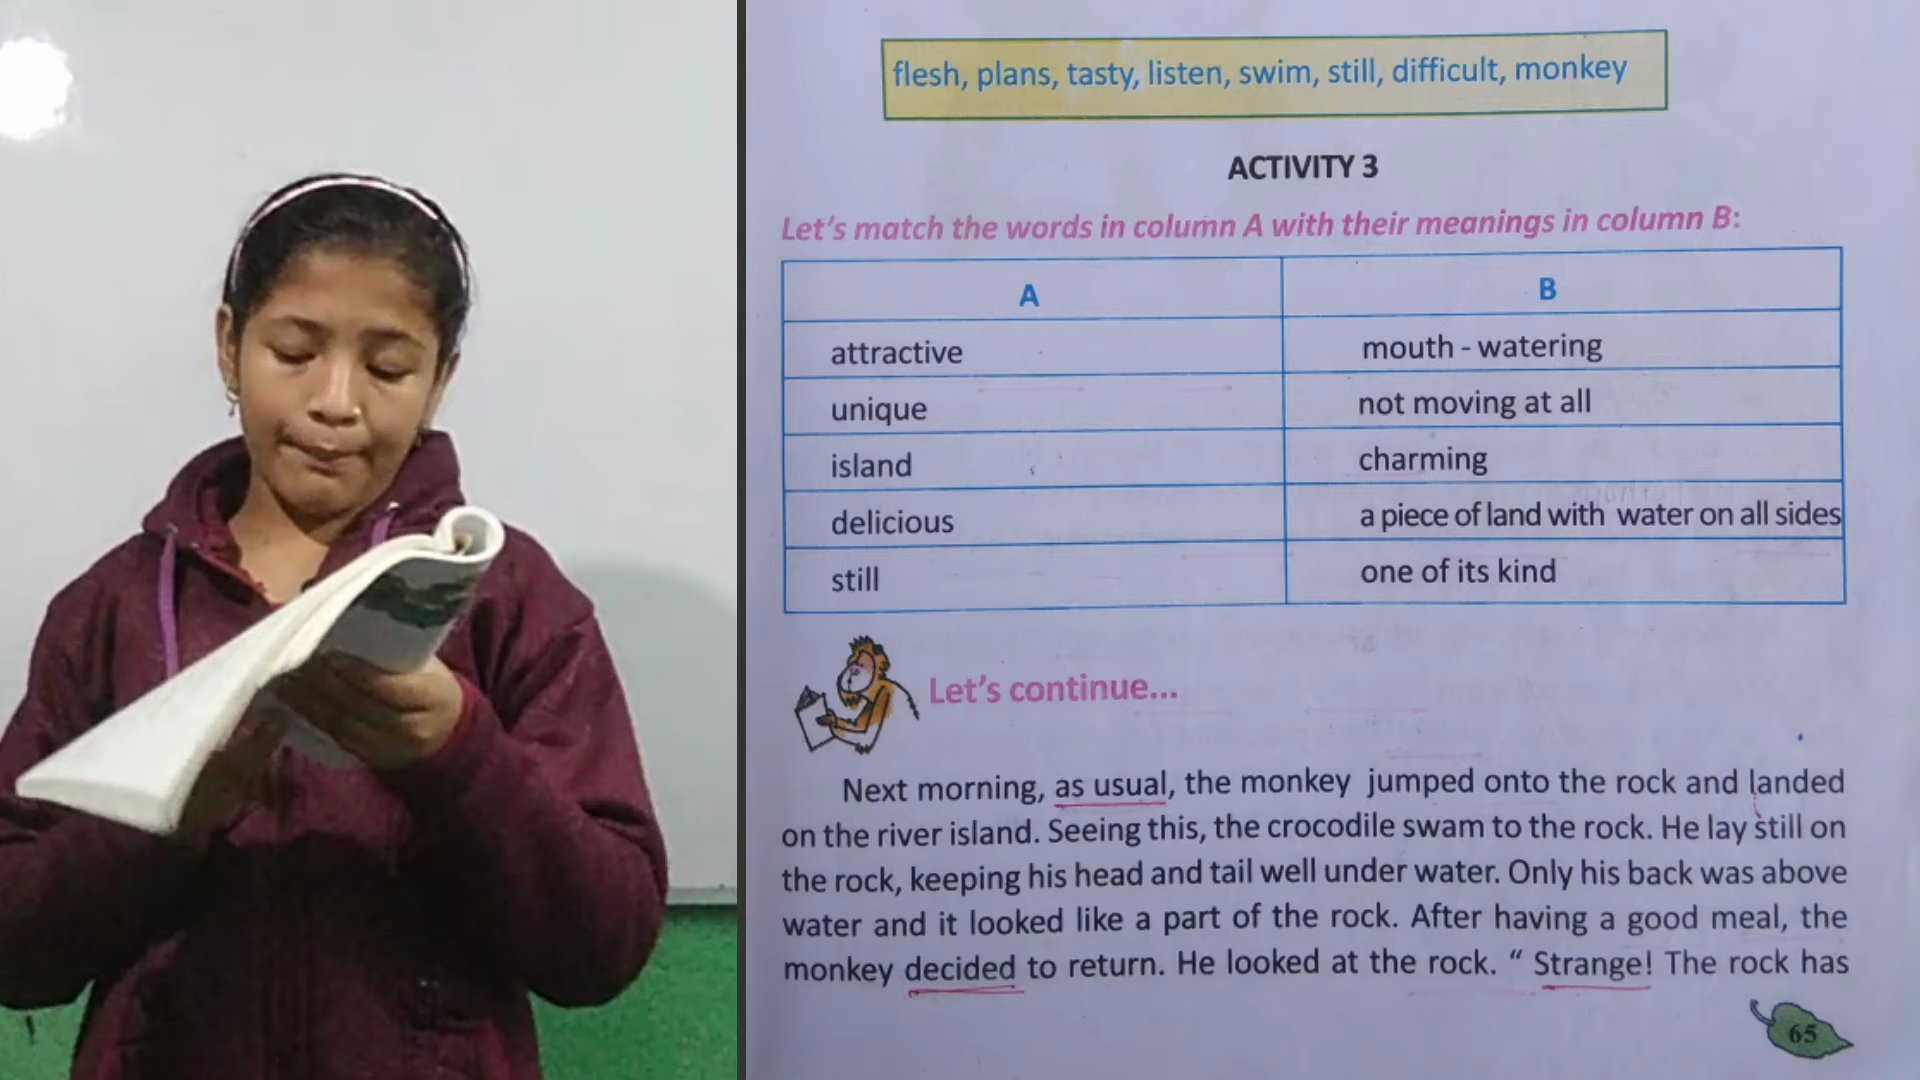 flesh, plans, tasty, listen, swim, still, difficult, monkey
ACTIVITY 3
Let's match the words in column A with their meanings in column B:
A B
attractive mouth - watering
unique not moving at all
island charming
delicious a piece of land with water on all sides
still one of its kind
Let's continue...
Next morning, as usual, the monkey jumped onto the rock and landed
on the river island. Seeing this, the crocodile swam to the rock. He lay still on
the rock, keeping his head and tail well under water. Only his back was above
water and it looked like a part of the rock. After having a good meal, the
monkey decided to return. He looked at the rock. “ Strange! The rock has
65